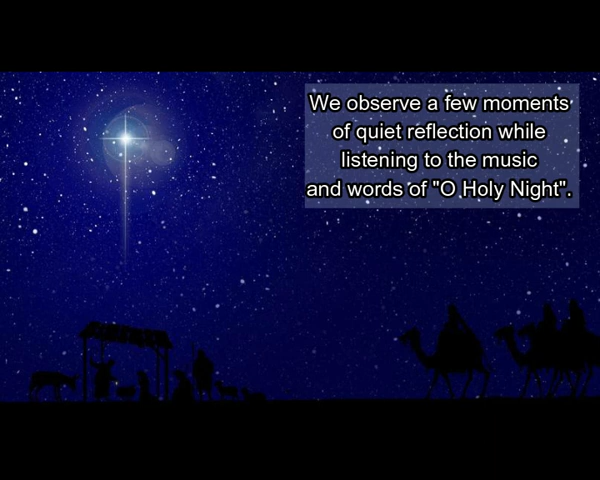 We observe a few moments
of quiet reflection while
listening to the music
and words of "O Holy Night".